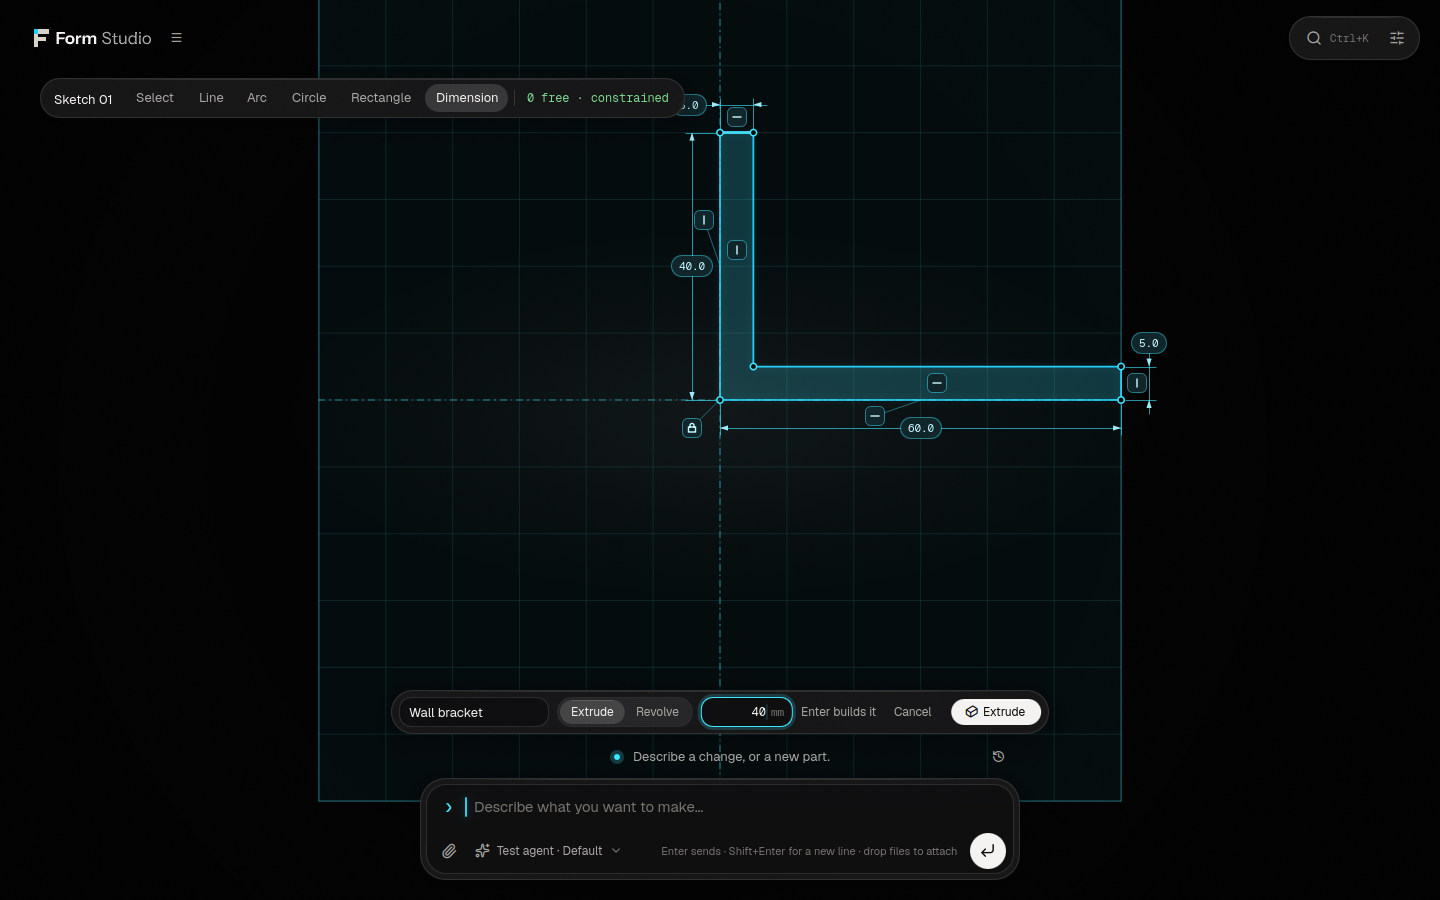 Form Studio
Ctrl+K
Sketch 01 Select Line Arc Circle Rectangle Dimension 0 free · constrained
.0
40.0
5.0
60.0
Wall bracket Extrude Revolve 40 mm Enter builds it Cancel Extrude
Describe a change, or a new part.
Describe what you want to make...
Test agent · Default Enter sends · Shift+Enter for a new line · drop files to attach